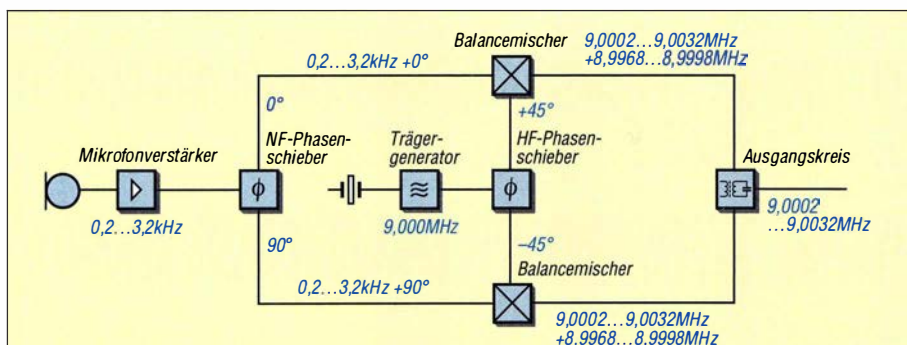 Balancemischer
9,0002...9,0032MHz
+8,9968...8,9998MHz
0,2...3,2kHz +0°
0°
+45°
NF-Phasen-
schieber
Träger-
generator
HF-Phasen-
schieber
Mikrofonverstärker
Ausgangskreis
ϕ
ϕ
0,2...3,2kHz
9,000MHz
9,0002
...9,0032MHz
90°
–45°
Balancemischer
0,2...3,2kHz +90°
9,0002...9,0032MHz
+8,9968...8,9998MHz